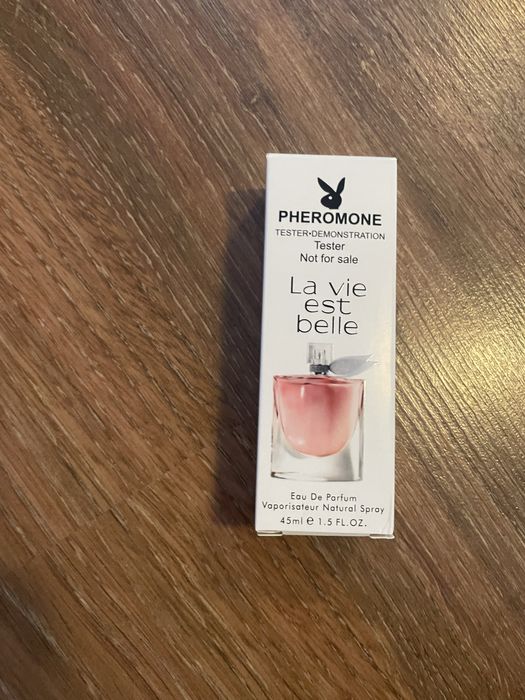 PHEROMONE
TESTER•DEMONSTRATION
Tester
Not for sale
La vie
est
belle
Eau De Parfum
Vaporisateur Natural Spray
45ml ℮ 1.5 FL.OZ.